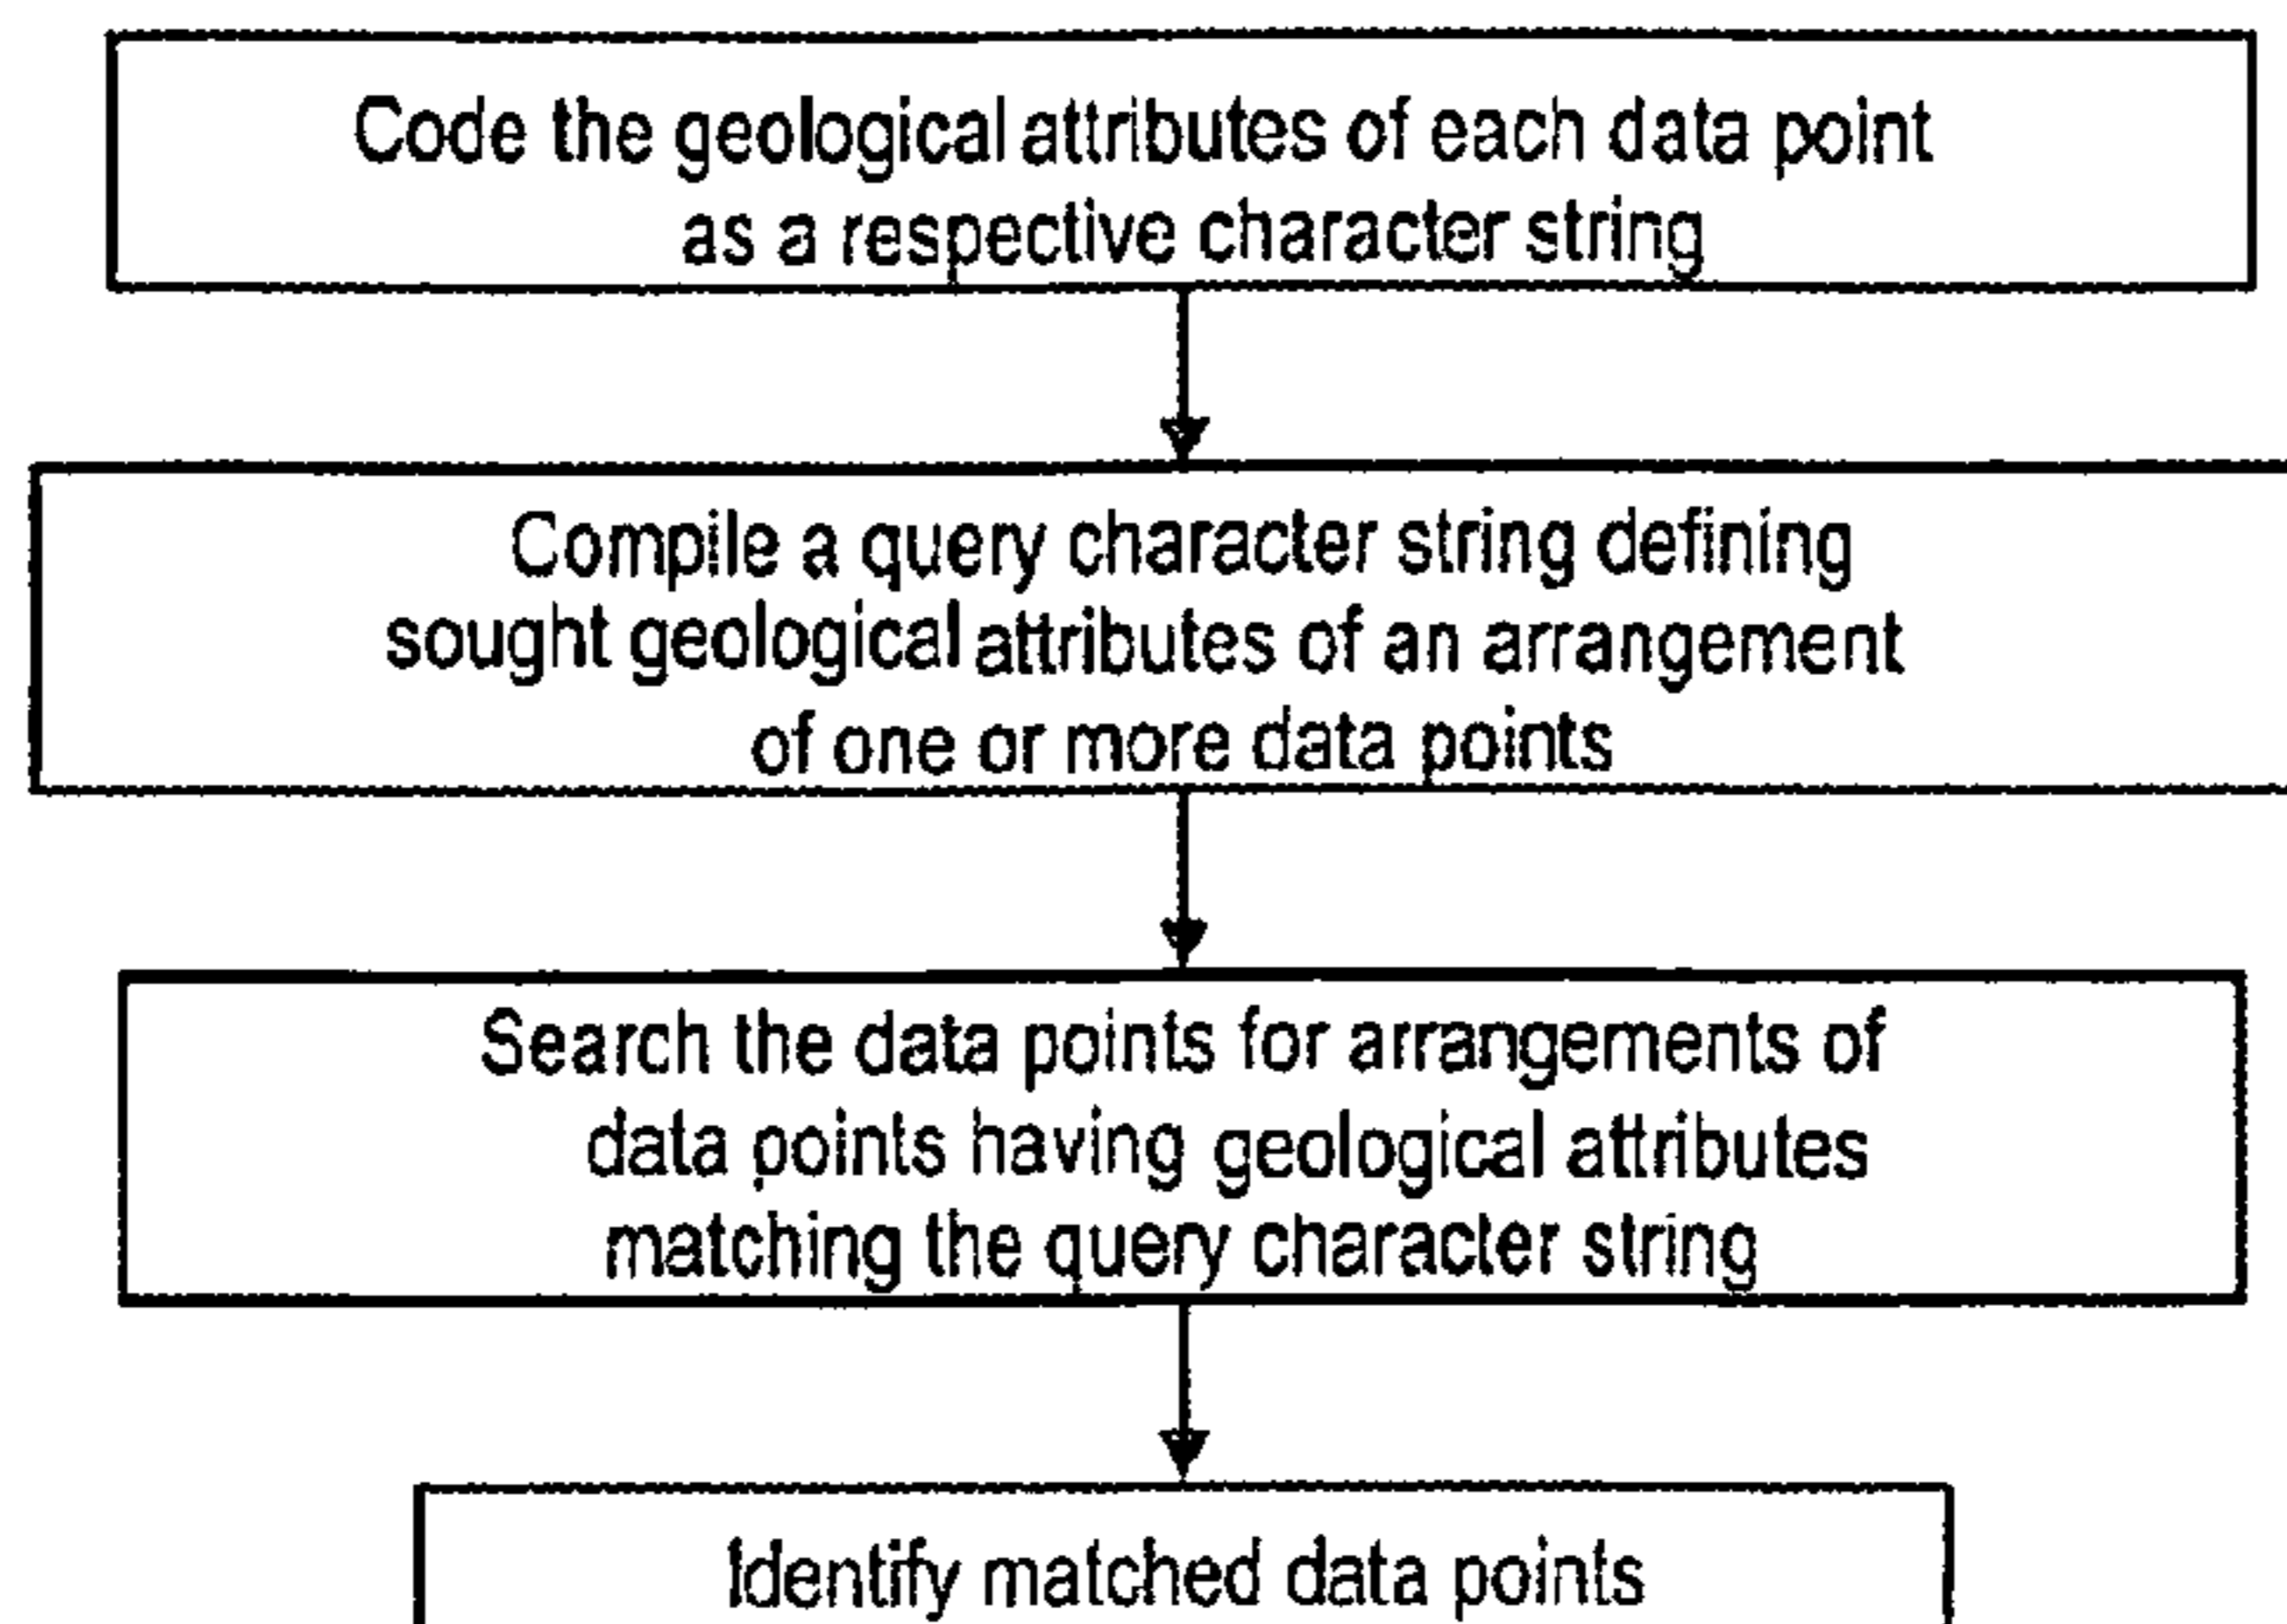 Code the geological attributes of each data point
as a respective character string
Compile a query character string defining
sought geological attributes of an arrangement
of one or more data points
Search the data points for arrangements of
data points having geological attributes
matching the query character string
Identify matched data points